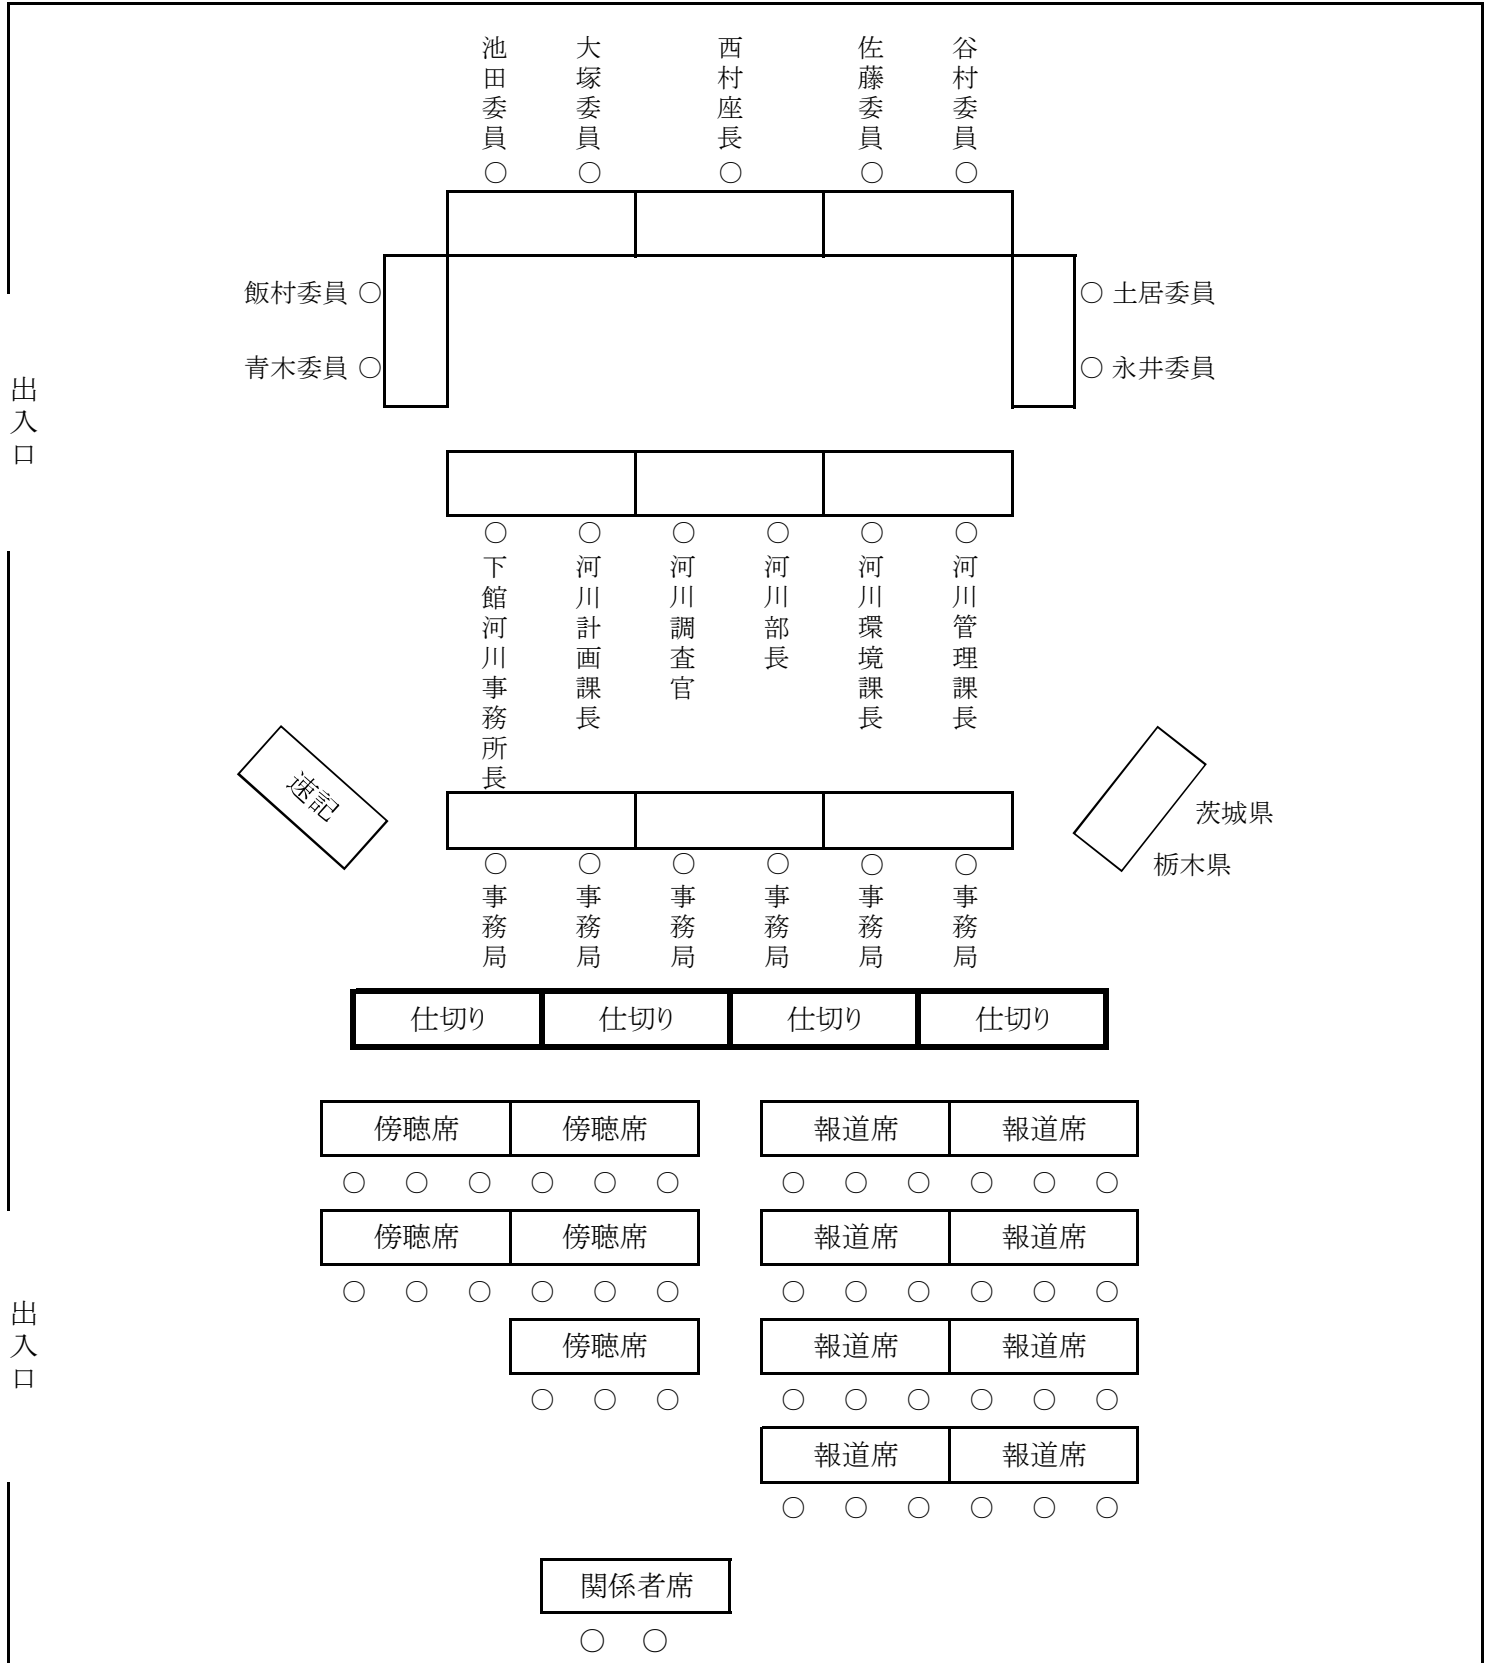 池田委員
大塚委員
西村座長
佐藤委員
谷村委員
○ ○ ○ ○ ○
飯村委員 ○
○ 土居委員
青木委員 ○
○ 永井委員
出入口
○ ○ ○ ○ ○ ○
下館河川事務所長
河川計画課長
河川調査官
河川部長
河川環境課長
河川管理課長
速記
茨城県
栃木県
○ ○ ○ ○ ○ ○
事務局
事務局
事務局
事務局
事務局
事務局
仕切り 仕切り 仕切り 仕切り
傍聴席 傍聴席 報道席 報道席
○ ○ ○ ○ ○ ○ ○ ○ ○ ○ ○ ○
傍聴席 傍聴席 報道席 報道席
○ ○ ○ ○ ○ ○ ○ ○ ○ ○ ○ ○
出入口
傍聴席 報道席 報道席
○ ○ ○ ○ ○ ○ ○ ○ ○
報道席 報道席
○ ○ ○ ○ ○ ○
関係者席
○ ○